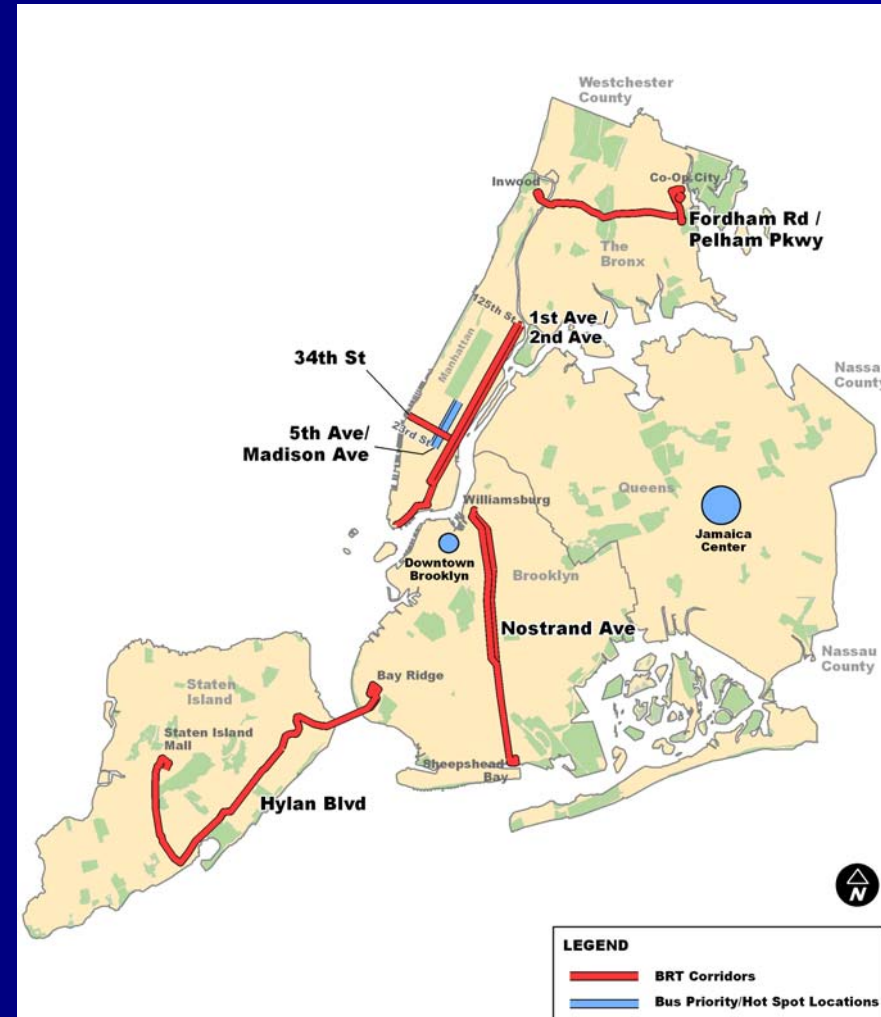 Westchester
County
Inwood
Co-Op City
Fordham Rd /
Pelham Pkwy
The
Bronx
125th St
1st Ave /
2nd Ave
Manhattan
34th St
5th Ave/
Madison Ave
23rd St
Nassau
County
Queens
Williamsburg
Jamaica
Center
Downtown
Brooklyn
Brooklyn
Nostrand Ave
Nassau
County
Bay Ridge
Staten
Island
Staten Island
Mall
Sheepshead
Bay
Hylan Blvd
N
LEGEND
BRT Corridors
Bus Priority/Hot Spot Locations